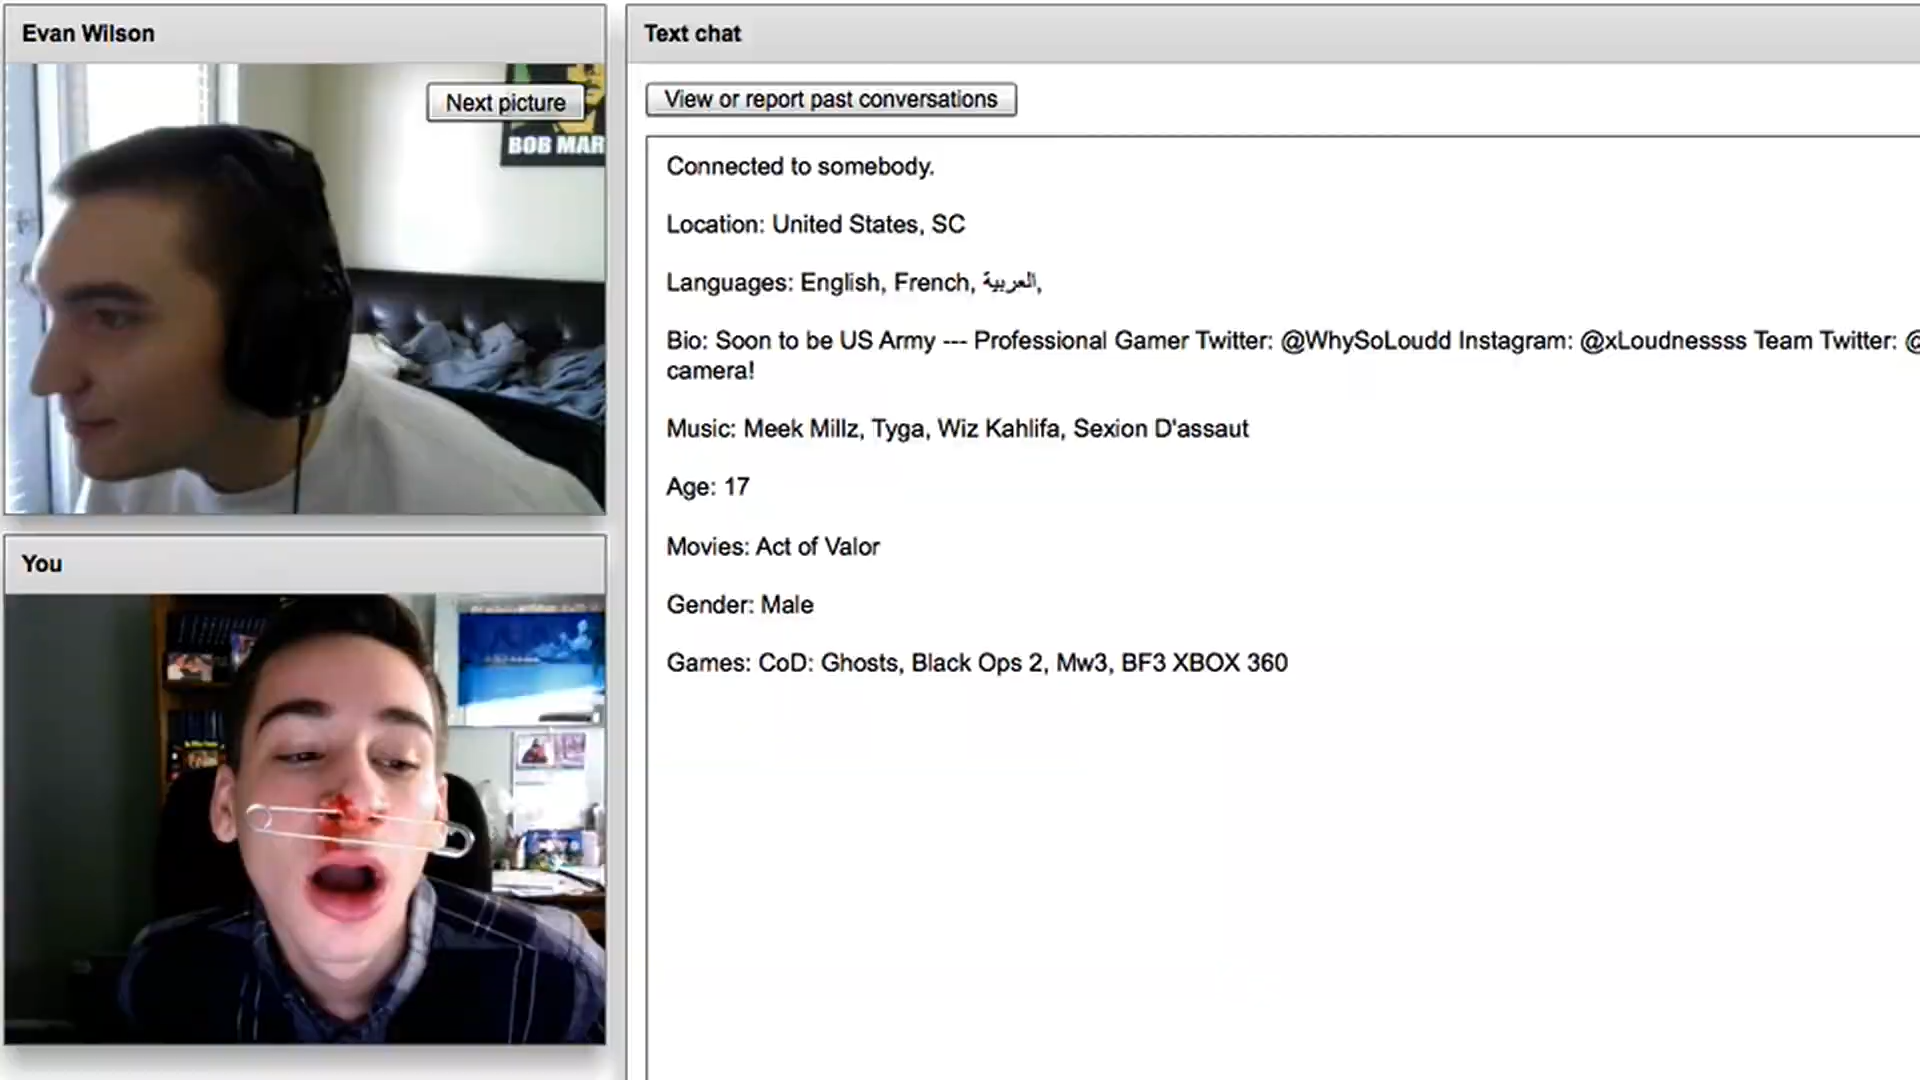 Evan Wilson
Next picture
BOB MAR
You
Text chat
View or report past conversations
Connected to somebody.
Location: United States, SC
Languages: English, French, العربية,
Bio: Soon to be US Army --- Professional Gamer Twitter: @WhySoLoudd Instagram: @xLoudnessss Team Twitter: @
camera!
Music: Meek Millz, Tyga, Wiz Kahlifa, Sexion D'assaut
Age: 17
Movies: Act of Valor
Gender: Male
Games: CoD: Ghosts, Black Ops 2, Mw3, BF3 XBOX 360